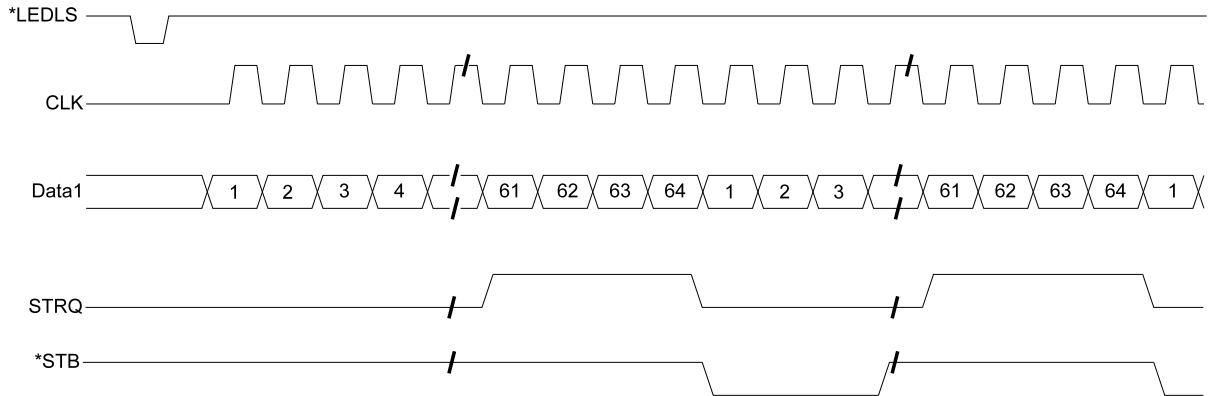 *LEDLS
CLK
Data1 1 2 3 4 61 62 63 64 1 2 3 61 62 63 64 1
STRQ
*STB